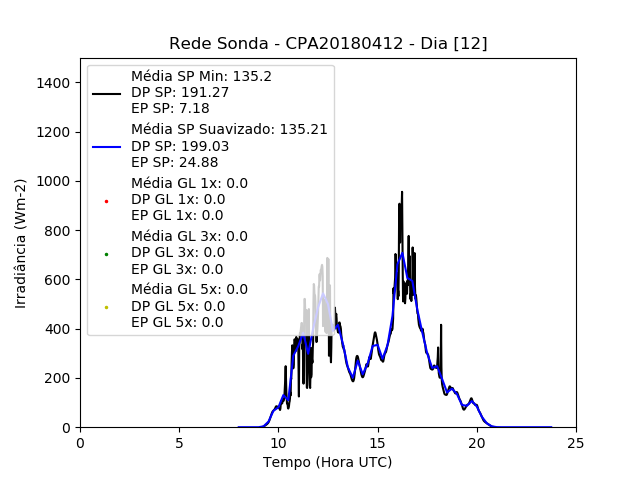 Rede Sonda - CPA20180412 - Dia [12]
Irradiância (Wm-2)
1400
1200
1000
800
600
400
200
0
Média SP Min: 135.2
DP SP: 191.27
EP SP: 7.18
Média SP Suavizado: 135.21
DP SP: 199.03
EP SP: 24.88
Média GL 1x: 0.0
DP GL 1x: 0.0
EP GL 1x: 0.0
Média GL 3x: 0.0
DP GL 3x: 0.0
EP GL 3x: 0.0
Média GL 5x: 0.0
DP GL 5x: 0.0
EP GL 5x: 0.0
0 5 10 15 20 25
Tempo (Hora UTC)